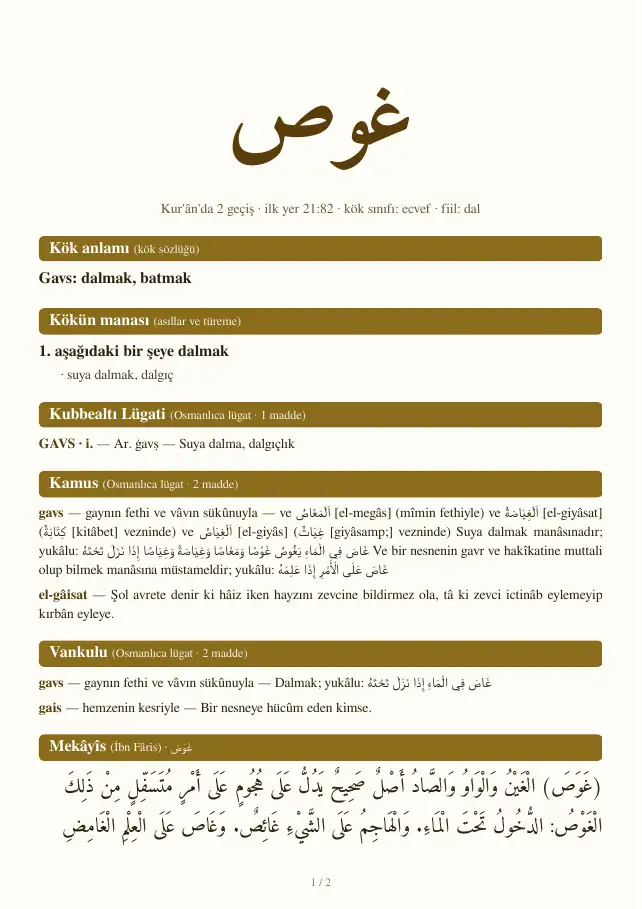 غوص
Kur'ân'da 2 geçiş · ilk yer 21:82 · kök sınıfı: ecvef · fiil: dal
Kök anlamı (kök sözlüğü)
Gavs: dalmak, batmak
Kökün manası (asıllar ve türeme)
1. aşağıdaki bir şeye dalmak
· suya dalmak, dalgıç
Kubbealtı Lügati (Osmanlıca lügat · 1 madde)
GAVS · i. — Ar. ġavṣ — Suya dalma, dalgıçlık
Kamus (Osmanlıca lügat · 2 madde)
gavs — gaynın fethi ve vâvın sükûnuyla — ve اَلْمَغَاصُ [el-megâs] (mîmin fethiyle) ve اَلْغِيَاصَةُ [el-giyâsat]
(كِتَابَةٌ [kitâbet] vezninde) ve اَلْغِيَاصُ [el-giyâs] (غِيَاثٌ [giyâsamp;] vezninde) Suya dalmak manâsınadır;
yukâlu: غَاصَ فِي الْمَاءِ يَغُوصُ غَوْصًا وَمَغَاصًا وَغِيَاصَةً وَغِيَاصًا إِذَا نَزَلَ تَحْتَهُ Ve bir nesnenin gavr ve hakîkatine muttali
olup bilmek manâsına müstameldir; yukâlu: غَاصَ عَلَى الْأَمْرِ إِذَا عَلِمَهُ
el-gâisat — Şol avrete denir ki hâiz iken hayzını zevcine bildirmez ola, tâ ki zevci ictinâb eylemeyip
kırbân eyleye.
Vankulu (Osmanlıca lügat · 2 madde)
gavs — gaynın fethi ve vâvın sükûnuyla — Dalmak; yukâlu: غَاصَ فِي الْمَاءِ إِذَا نَزَلَ تَحْتَهُ
gais — hemzenin kesriyle — Bir nesneye hücûm eden kimse.
Mekâyîs (İbn Fâris) · غَوَصَ
(غَوَصَ) الْغَيْنُ وَالْوَاوُ وَالصَّادُ أَصْلٌ صَحِيحٌ يَدُلُّ عَلَى هُجُومٍ عَلَى أَمْرٍ مُتَسَفِّلٍ مِنْ ذَلِكَ
الْغَوْصُ: الدُّخُولُ تَحْتَ الْمَاءِ. وَالْهَاجِمُ عَلَى الشَّيْءِ غَائِصٌ. وَغَاصَ عَلَى الْعِلْمِ الْغَامِضِ
1 / 2